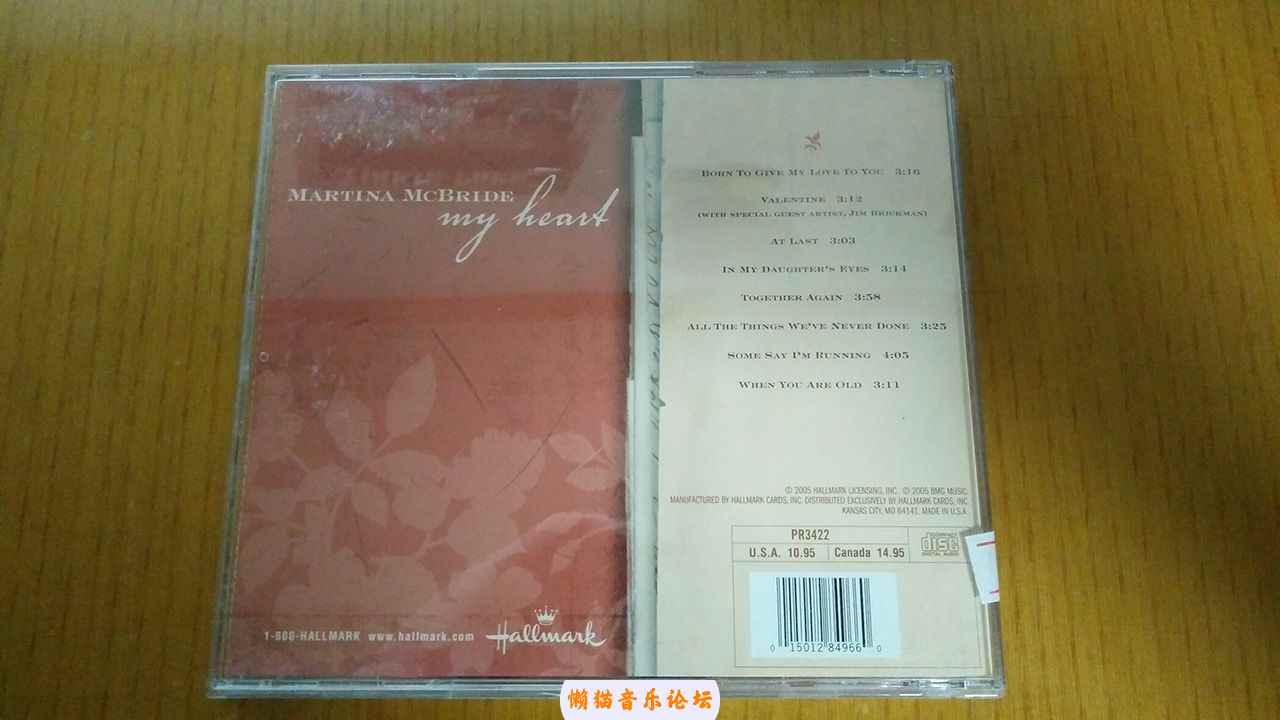 MARTINA MCBRIDE
my heart
1-800-HALLMARK www.hallmark.com
Hallmark
BORN TO GIVE MY LOVE TO YOU 3:16
VALENTINE 3:12
(WITH SPECIAL GUEST ARTIST, JIM BRICKMAN)
AT LAST 3:03
IN MY DAUGHTER'S EYES 3:14
TOGETHER AGAIN 3:58
ALL THE THINGS WE'VE NEVER DONE 3:25
SOME SAY I'M RUNNING 4:05
WHEN YOU ARE OLD 3:11
℗ 2005 HALLMARK LICENSING, INC. © 2005 BMG MUSIC.
MANUFACTURED BY HALLMARK CARDS, INC. DISTRIBUTED EXCLUSIVELY BY HALLMARK CARDS, INC.
KANSAS CITY, MO 64141. MADE IN U.S.A.
PR3422
U.S.A. 10.95 Canada 14.95
disc
DIGITAL AUDIO
0 15012 84966 0
懒猫音乐论坛